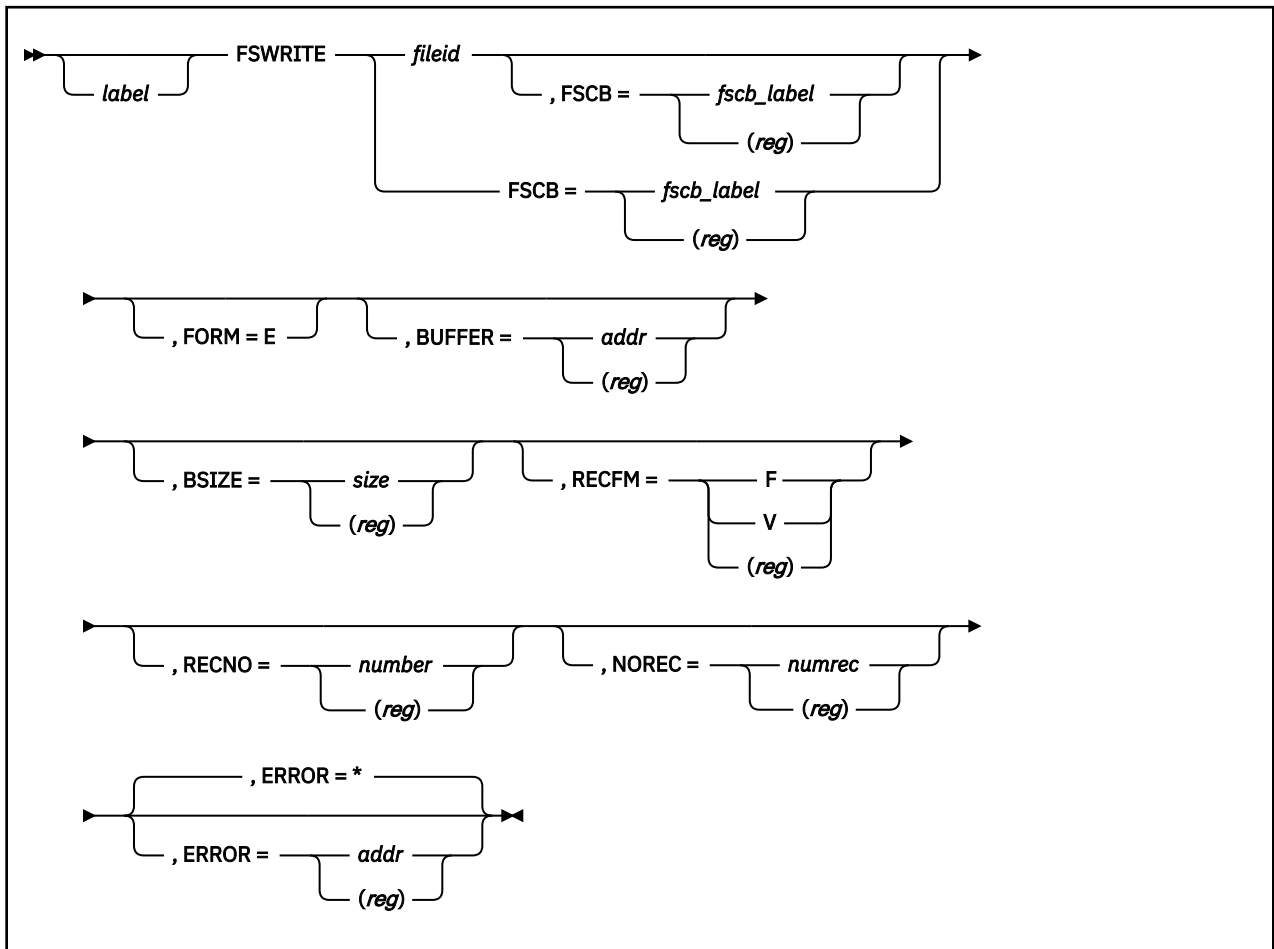 FSWRITE fileid
label , FSCB = fscb_label
(reg)
FSCB = fscb_label
(reg)
, FORM = E , BUFFER = addr
(reg)
, BSIZE = size , RECFM = F
(reg) V
(reg)
, RECNO = number , NOREC = numrec
(reg) (reg)
, ERROR = *
, ERROR = addr
(reg)